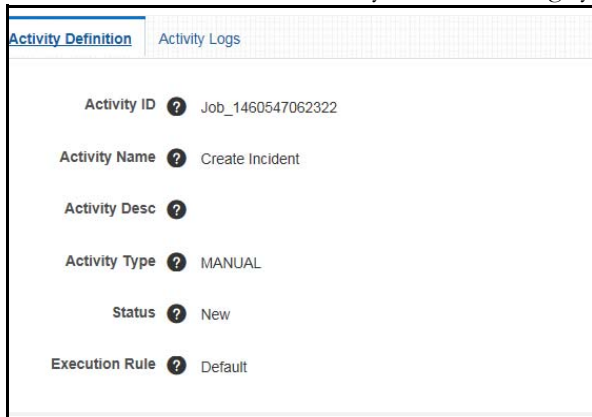 Activity Definition Activity Logs
Activity ID ? Job_1460547062322
Activity Name ? Create Incident
Activity Desc ?
Activity Type ? MANUAL
Status ? New
Execution Rule ? Default